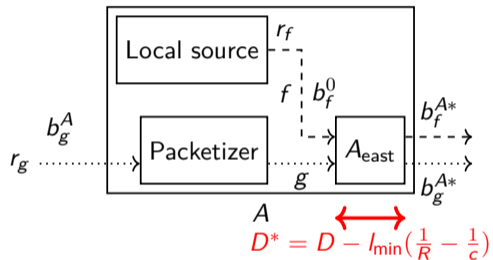 r_f
Local source
f
b_f^0
b_f^{A*}
b_g^A
r_g
Packetizer
A_east
g
b_g^{A*}
A
D* = D − l_min(1/R − 1/c)